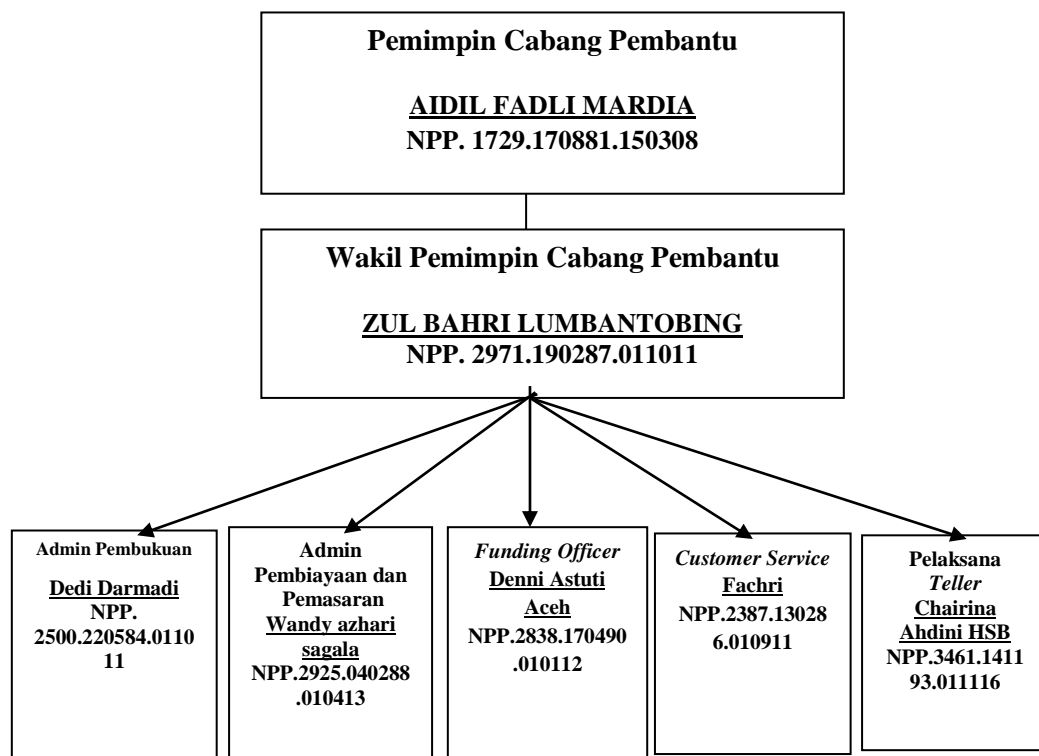 Pemimpin Cabang Pembantu
AIDIL FADLI MARDIA
NPP. 1729.170881.150308
Wakil Pemimpin Cabang Pembantu
ZUL BAHRI LUMBANTOBING
NPP. 2971.190287.011011
Admin Pembukuan
Dedi Darmadi
NPP.
2500.220584.0110
11
Admin
Pembiayaan dan
Pemasaran
Wandy azhari
sagala
NPP.2925.040288
.010413
Funding Officer
Denni Astuti
Aceh
NPP.2838.170490
.010112
Customer Service
Fachri
NPP.2387.13028
6.010911
Pelaksana
Teller
Chairina
Ahdini HSB
NPP.3461.1411
93.011116